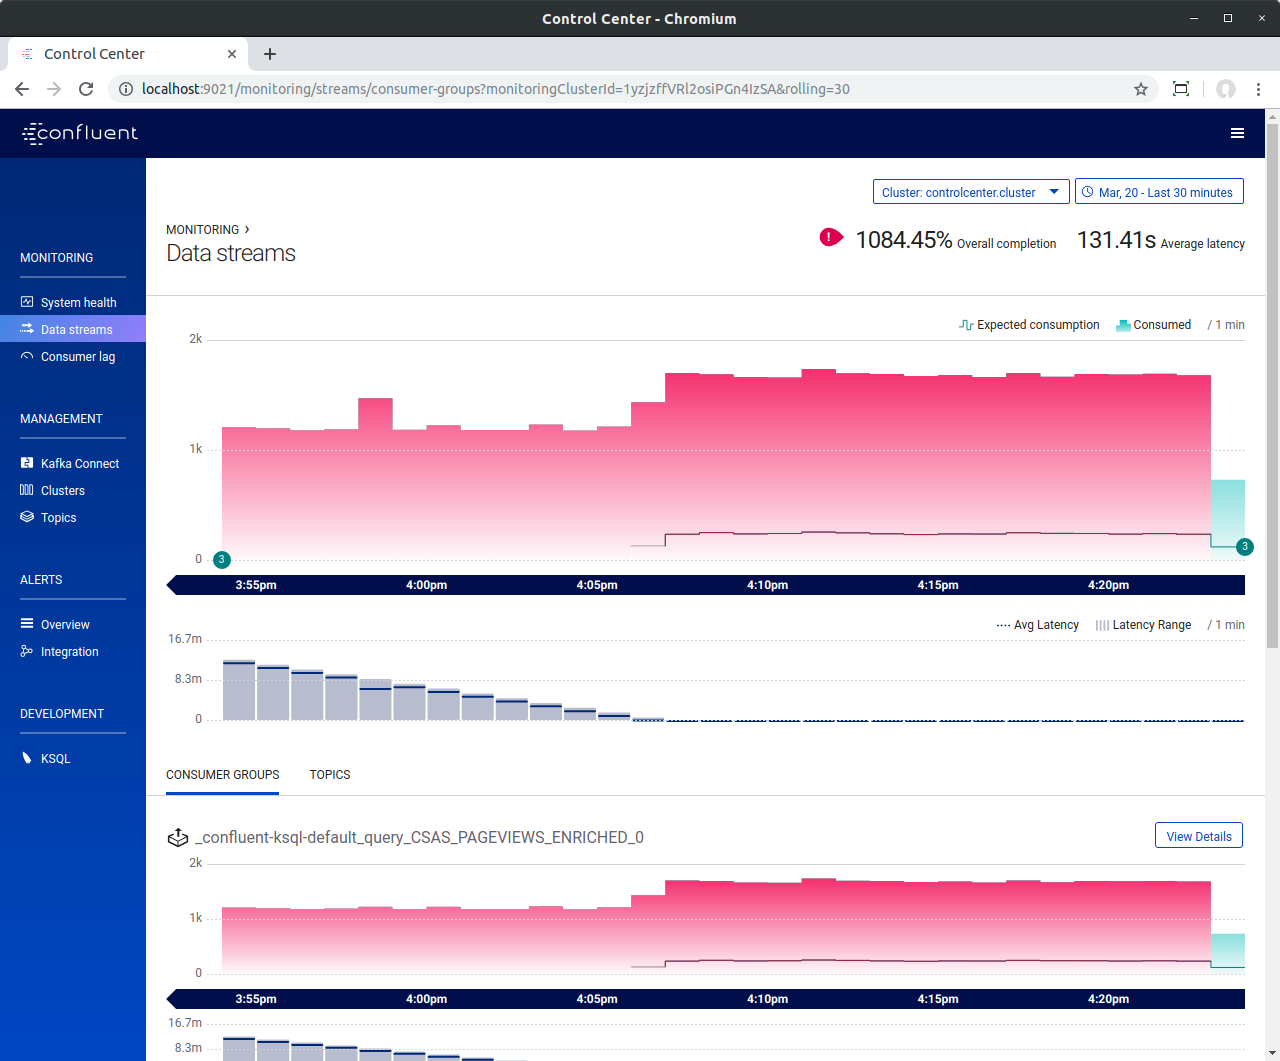 Control Center - Chromium
Control Center
localhost:9021/monitoring/streams/consumer-groups?monitoringClusterId=1yzjzffVRl2osiPGn4IzSA&rolling=30
confluent
Cluster: controlcenter.cluster
Mar, 20 - Last 30 minutes
MONITORING ›
Data streams
! 1084.45% Overall completion 131.41s Average latency
MONITORING
System health
Data streams
Consumer lag
MANAGEMENT
Kafka Connect
Clusters
Topics
ALERTS
Overview
Integration
DEVELOPMENT
KSQL
Expected consumption Consumed / 1 min
2k
1k
0
3 3
3:55pm 4:00pm 4:05pm 4:10pm 4:15pm 4:20pm
Avg Latency Latency Range / 1 min
16.7m
8.3m
0
CONSUMER GROUPS TOPICS
_confluent-ksql-default_query_CSAS_PAGEVIEWS_ENRICHED_0
View Details
2k
1k
0
3:55pm 4:00pm 4:05pm 4:10pm 4:15pm 4:20pm
16.7m
8.3m